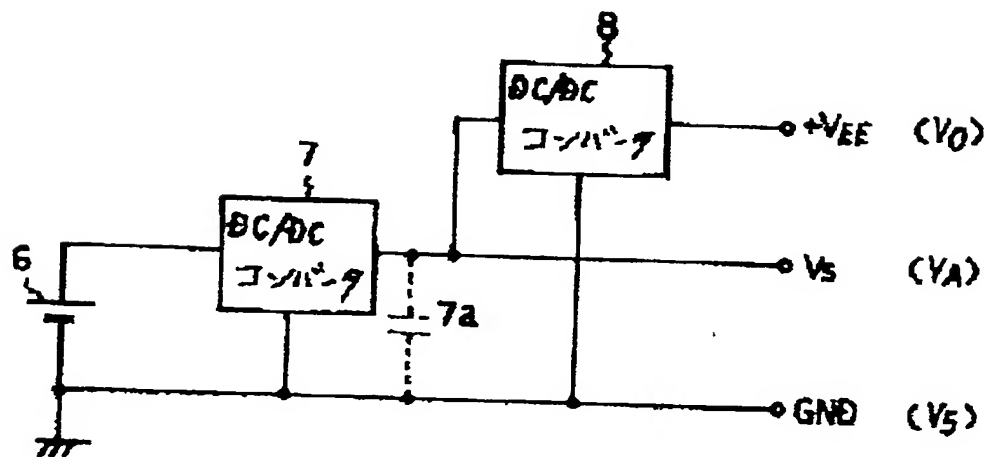 8
DC/DC
コンバータ
+VEE (V0)
7
DC/DC
コンバータ
6
7a
Vs (VA)
GND (V5)